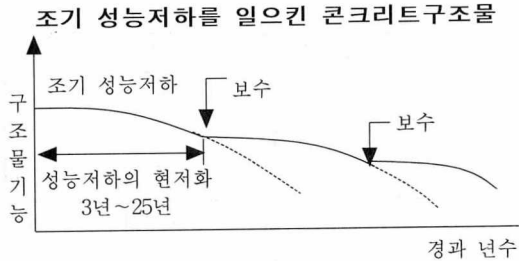 조기 성능저하를 일으킨 콘크리트구조물
조기 성능저하
보수
보수
구조물기능
성능저하의 현저화
3년~25년
경과 년수